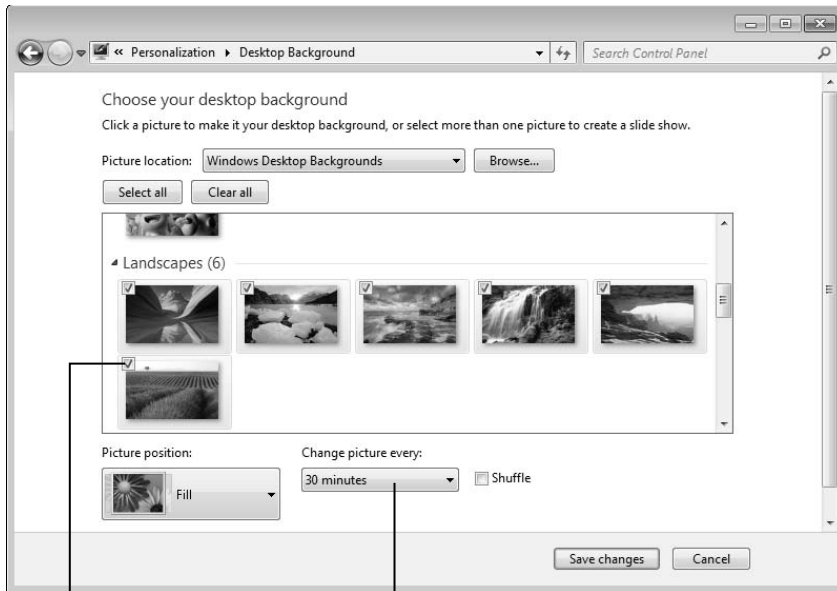 « Personalization ▸ Desktop Background
Search Control Panel
Choose your desktop background
Click a picture to make it your desktop background, or select more than one picture to create a slide show.
Picture location: Windows Desktop Backgrounds Browse...
Select all Clear all
Landscapes (6)
Picture position: Change picture every:
Fill 30 minutes Shuffle
Save changes Cancel